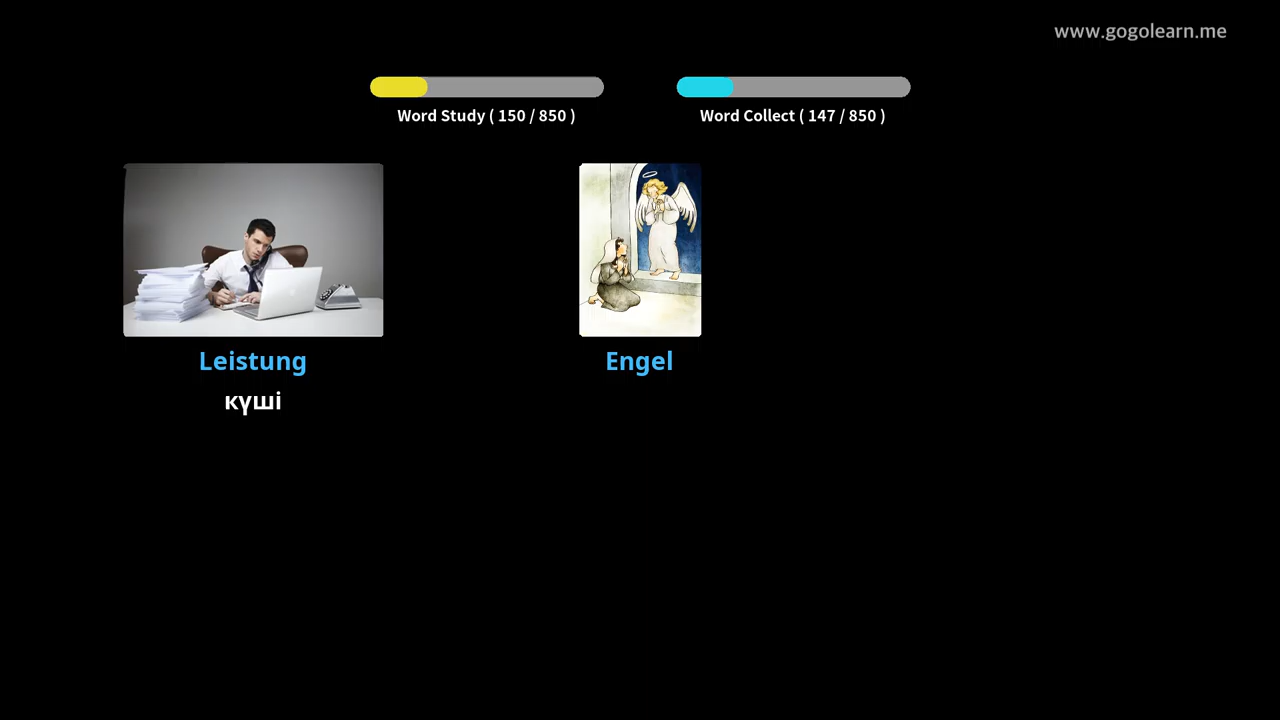 www.gogolearn.me
Word Study ( 150 / 850 )
Word Collect ( 147 / 850 )
Leistung
Engel
күші